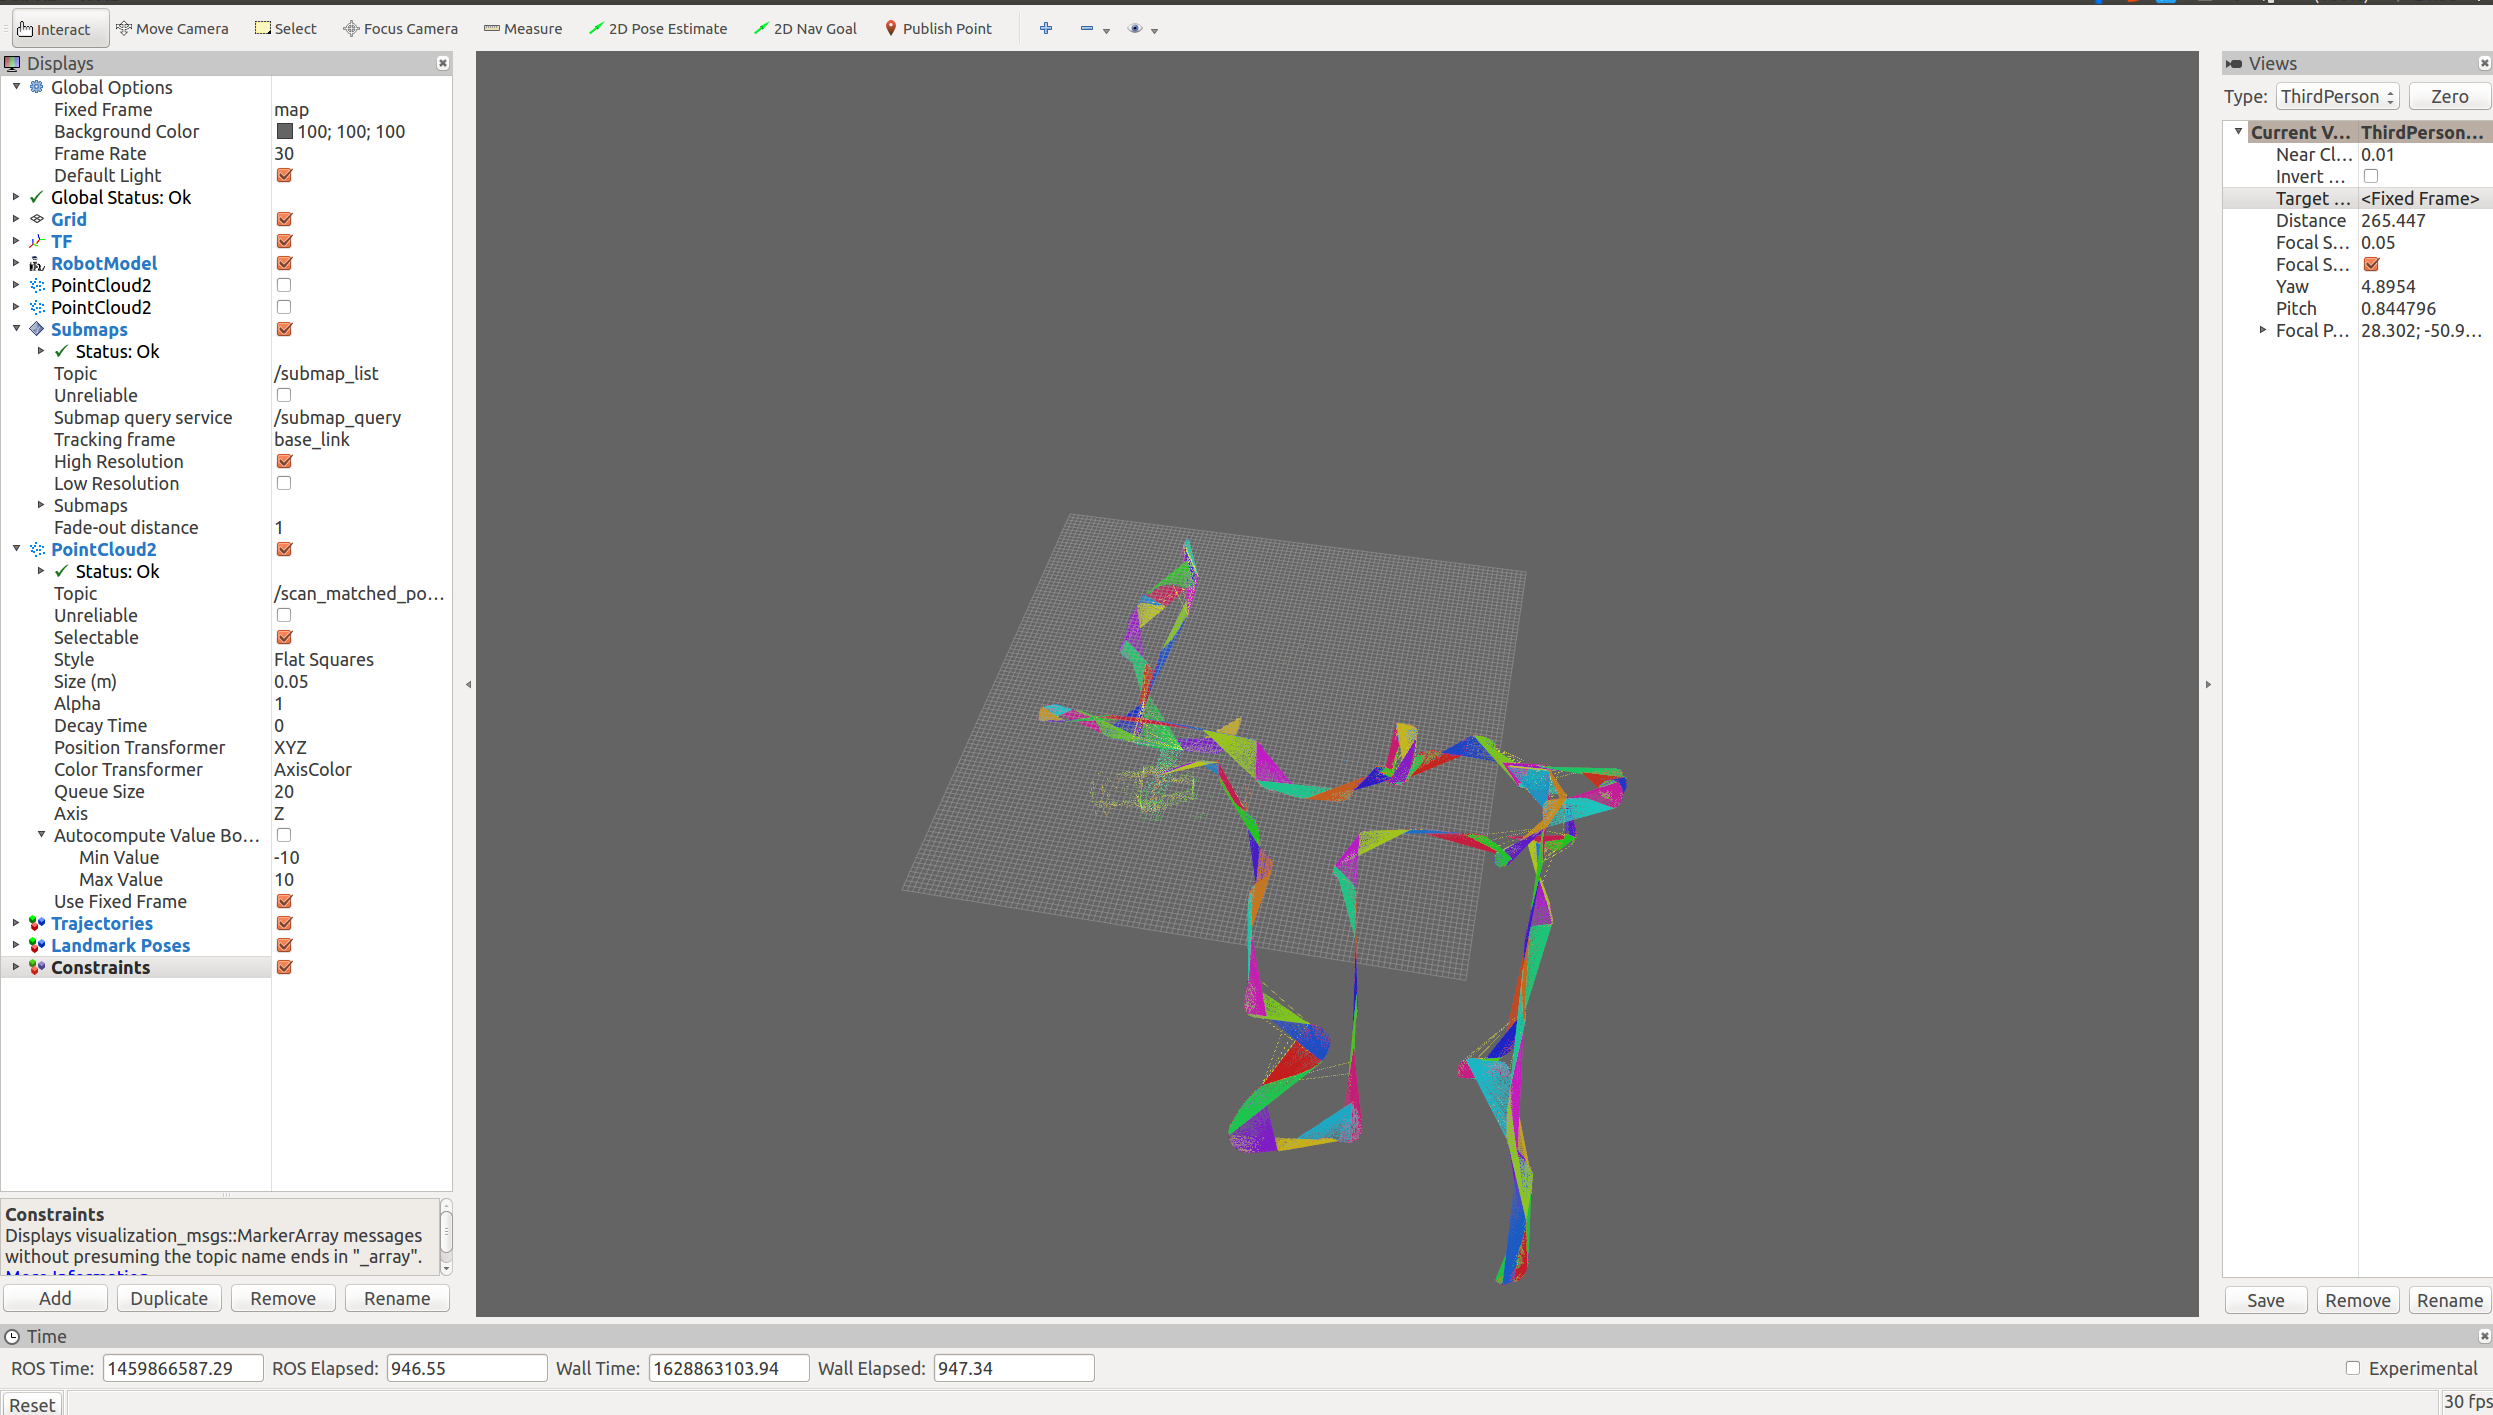 Interact Move Camera Select Focus Camera Measure 2D Pose Estimate 2D Nav Goal Publish Point
Displays
Global Options
Fixed Frame map
Background Color 100; 100; 100
Frame Rate 30
Default Light
Global Status: Ok
Grid
TF
RobotModel
PointCloud2
PointCloud2
Submaps
Status: Ok
Topic /submap_list
Unreliable
Submap query service /submap_query
Tracking frame base_link
High Resolution
Low Resolution
Submaps
Fade-out distance 1
PointCloud2
Status: Ok
Topic /scan_matched_po...
Unreliable
Selectable
Style Flat Squares
Size (m) 0.05
Alpha 1
Decay Time 0
Position Transformer XYZ
Color Transformer AxisColor
Queue Size 20
Axis Z
Autocompute Value Bo...
Min Value -10
Max Value 10
Use Fixed Frame
Trajectories
Landmark Poses
Constraints
Constraints
Displays visualization_msgs::MarkerArray messages
without presuming the topic name ends in "_array".
More Information
Add Duplicate Remove Rename
Views
Type: ThirdPerson Zero
Current V... ThirdPerson...
Near Cl... 0.01
Invert ...
Target ... <Fixed Frame>
Distance 265.447
Focal S... 0.05
Focal S...
Yaw 4.8954
Pitch 0.844796
Focal P... 28.302; -50.9...
Save Remove Rename
Time
ROS Time: 1459866587.29 ROS Elapsed: 946.55 Wall Time: 1628863103.94 Wall Elapsed: 947.34 Experimental
Reset 30 fps